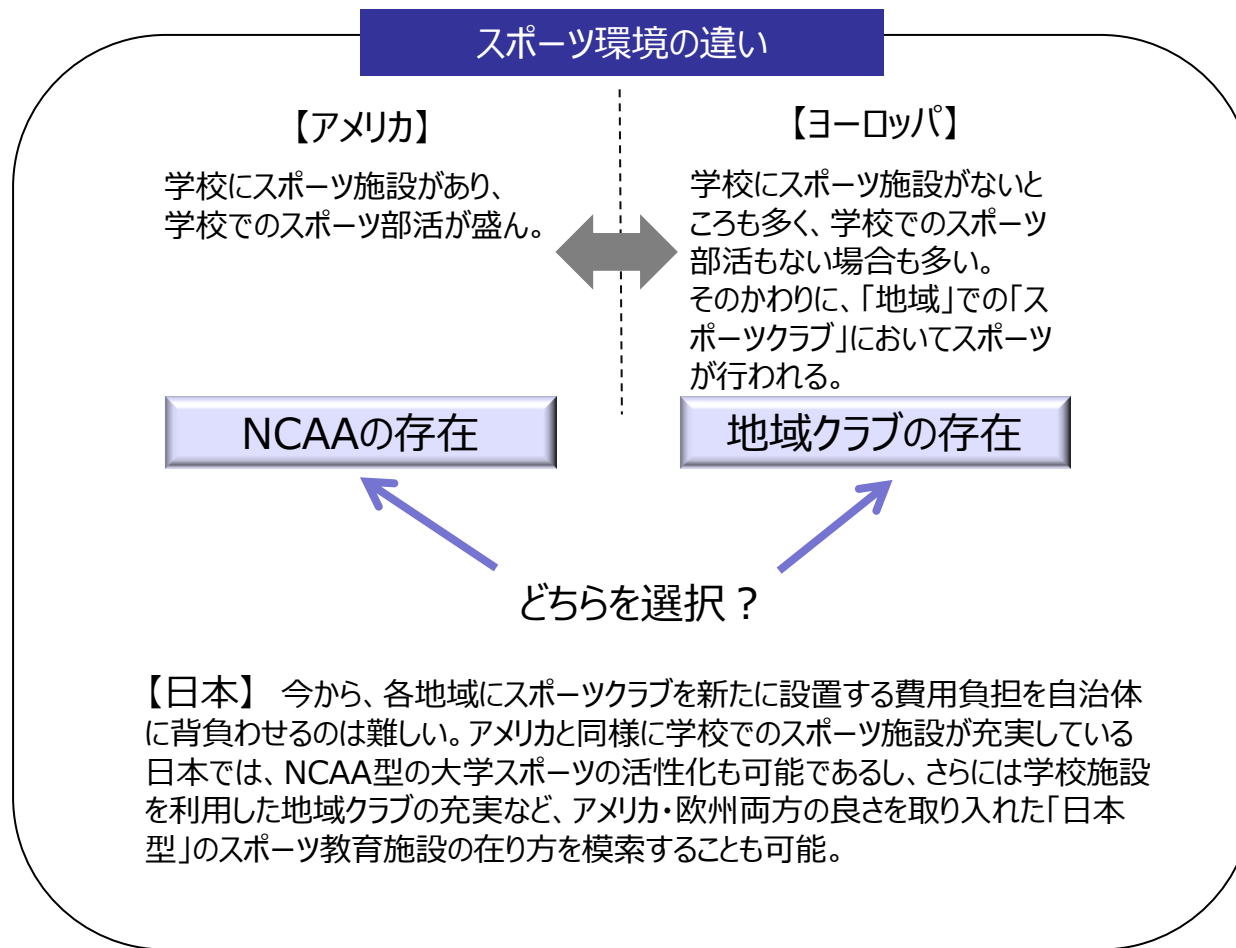 スポーツ環境の違い
【アメリカ】
学校にスポーツ施設があり、
学校でのスポーツ部活が盛ん。
【ヨーロッパ】
学校にスポーツ施設がないと
ころも多く、学校でのスポーツ
部活もない場合も多い。
そのかわりに、「地域」での「ス
ポーツクラブ」においてスポーツ
が行われる。
NCAAの存在
地域クラブの存在
どちらを選択？
【日本】 今から、各地域にスポーツクラブを新たに設置する費用負担を自治体
に背負わせるのは難しい。アメリカと同様に学校でのスポーツ施設が充実している
日本では、NCAA型の大学スポーツの活性化も可能であるし、さらには学校施設
を利用した地域クラブの充実など、アメリカ・欧州両方の良さを取り入れた「日本
型」のスポーツ教育施設の在り方を模索することも可能。